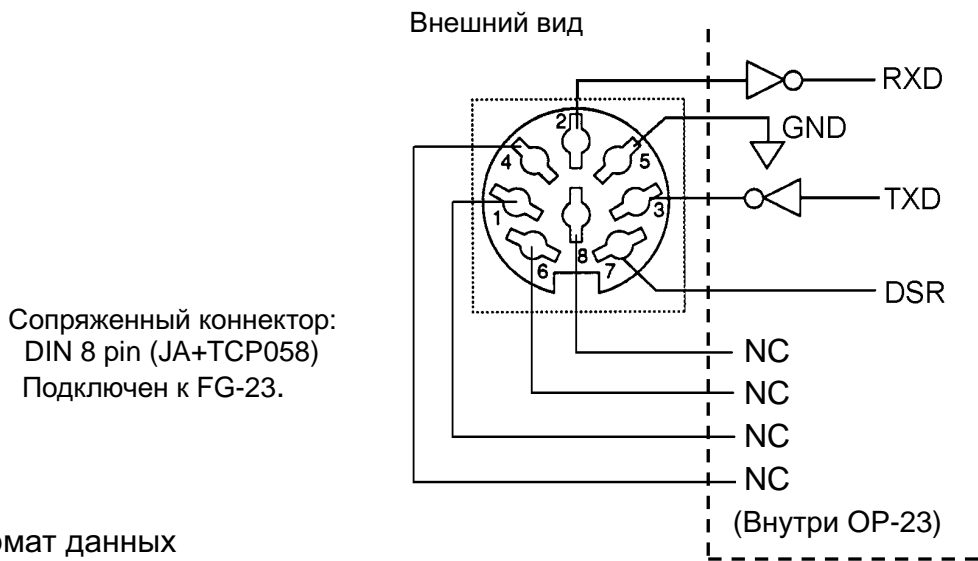 Внешний вид
RXD
GND
TXD
DSR
2
4
5
1
3
6
8
7
Сопряженный коннектор:
DIN 8 pin (JA+TCP058)
Подключен к FG-23.
NC
NC
NC
NC
(Внутри OP-23)
данных